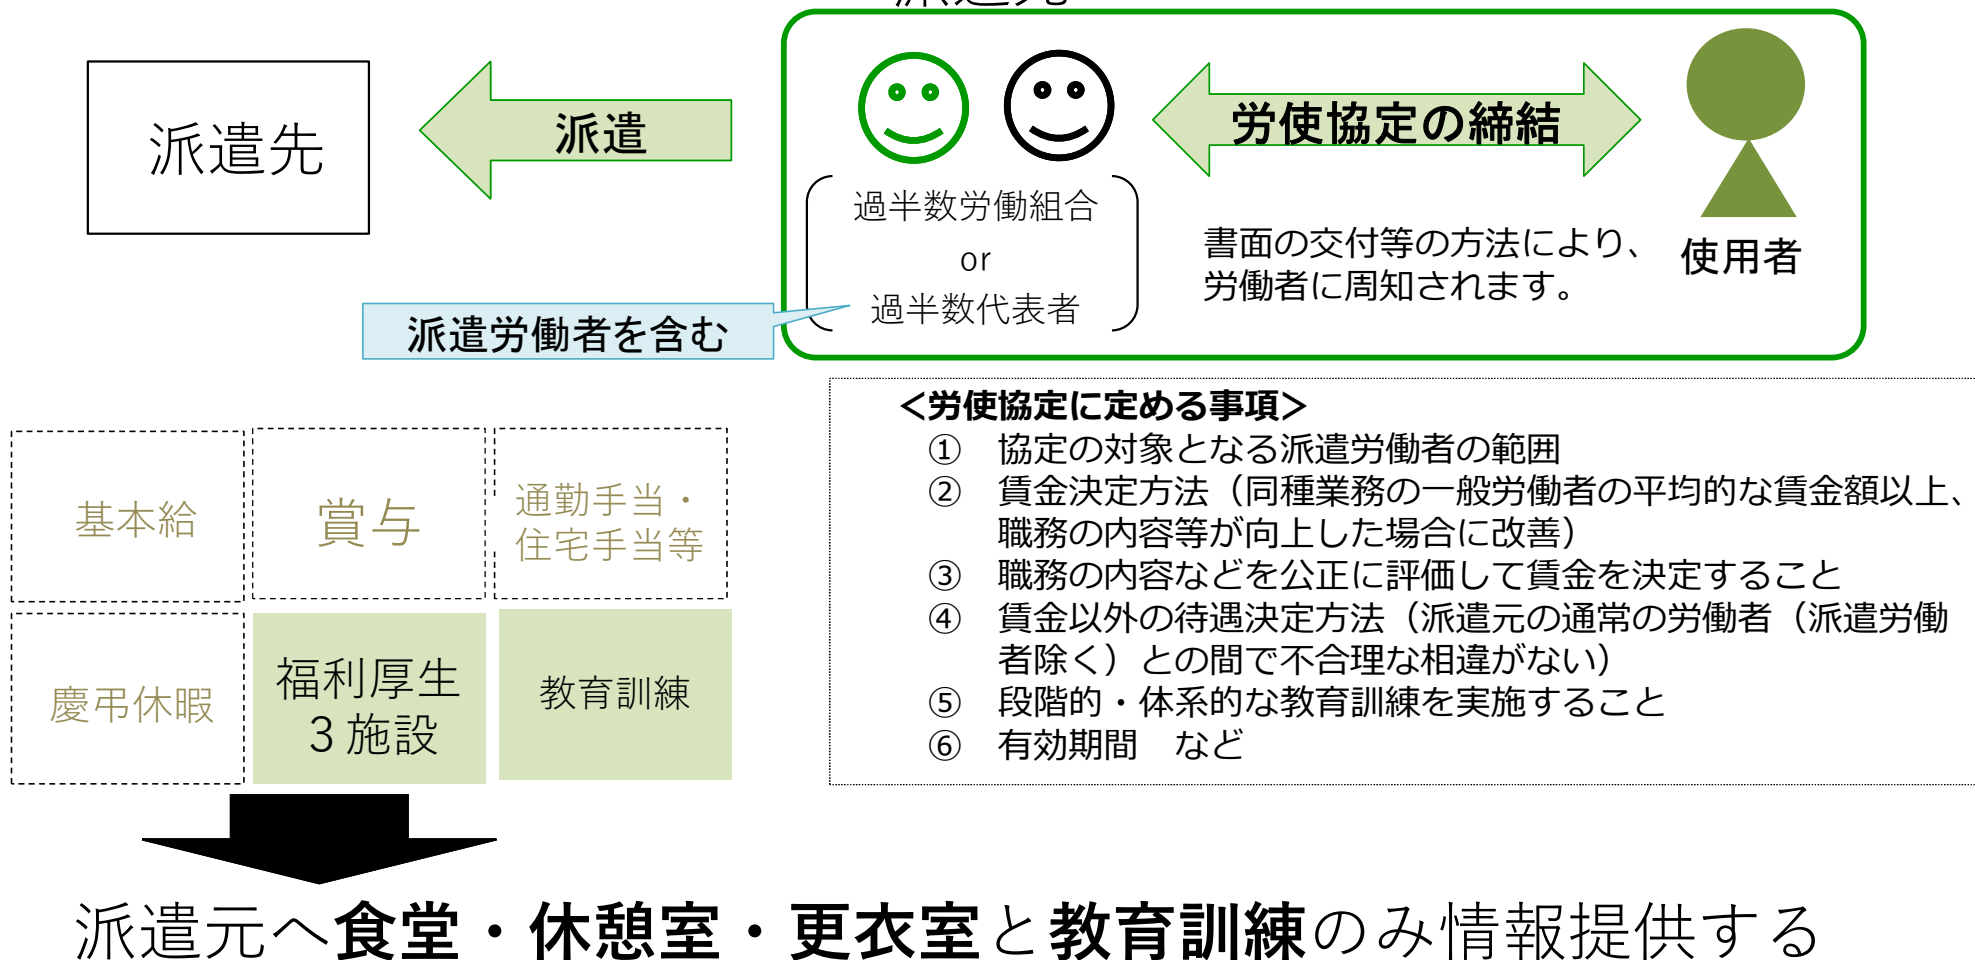 派遣先
派遣
労使協定の締結
過半数労働組合
or
過半数代表者
書面の交付等の方法により、
労働者に周知されます。
使用者
派遣労働者を含む
＜労使協定に定める事項＞
① 協定の対象となる派遣労働者の範囲
② 賃金決定方法（同種業務の一般労働者の平均的な賃金額以上、
職務の内容等が向上した場合に改善）
③ 職務の内容などを公正に評価して賃金を決定すること
④ 賃金以外の待遇決定方法（派遣元の通常の労働者（派遣労働
者除く）との間で不合理な相違がない）
⑤ 段階的・体系的な教育訓練を実施すること
⑥ 有効期間 など
基本給
賞与
通勤手当・
住宅手当等
慶弔休暇
福利厚生
３施設
教育訓練
派遣元へ食堂・休憩室・更衣室と教育訓練のみ情報提供する